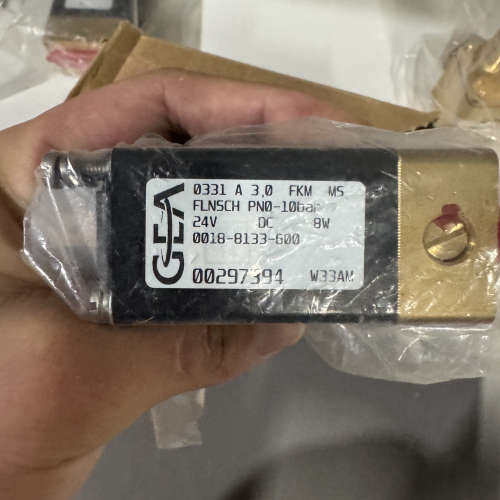 GEA
0331 A 3,0 FKM MS
FLNSCH PN0-10bar
24V DC 8W
0018-8133-600
00297394 W33AM